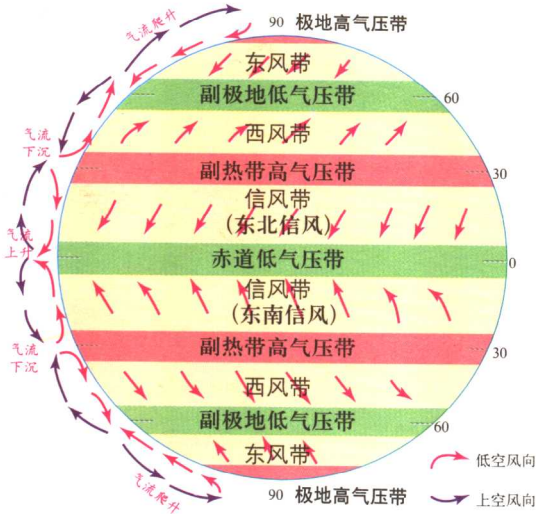 90 极地高气压带
气流爬升
东风带
副极地低气压带
60
西风带
气流
下沉
副热带高气压带
30
信风带
(东北信风)
气流
上升
赤道低气压带
0
信风带
(东南信风)
气流
下沉
副热带高气压带
30
西风带
副极地低气压带
60
东风带
低空风向
气流爬升
90 极地高气压带
上空风向